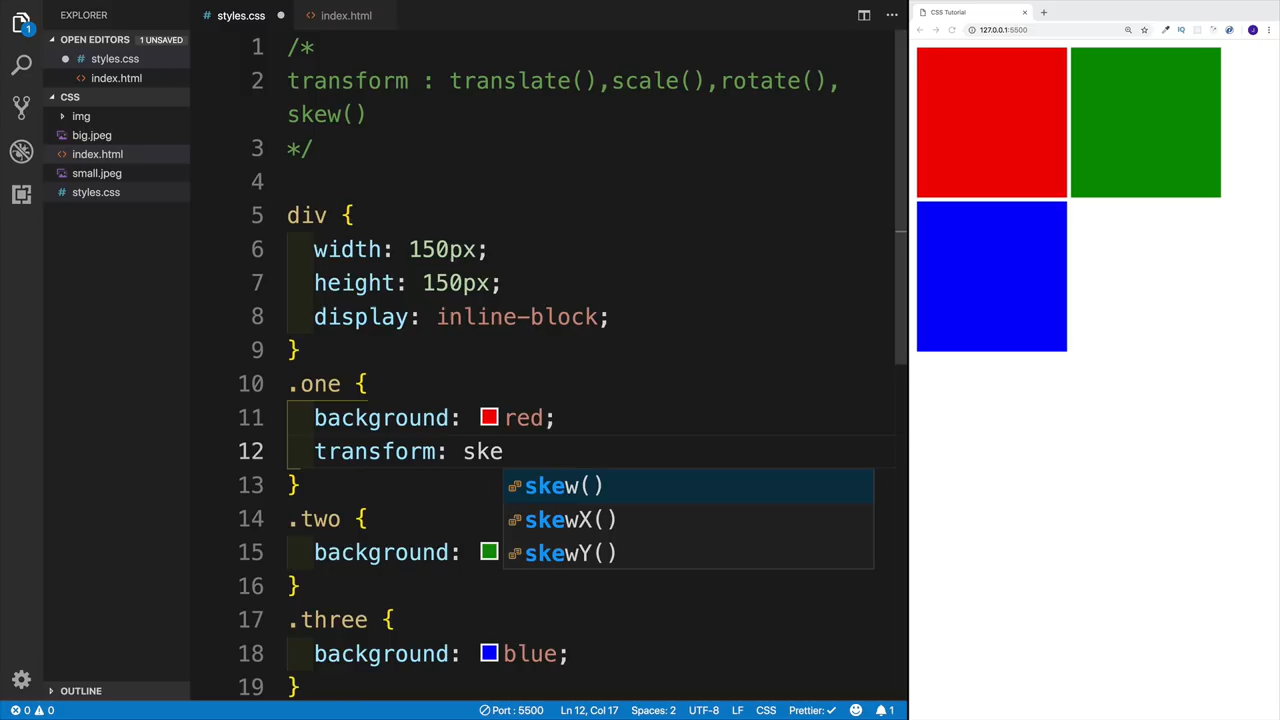 EXPLORER
OPEN EDITORS 1 UNSAVED
styles.css
index.html
CSS
img
big.jpeg
index.html
small.jpeg
styles.css
OUTLINE
# styles.css
<> index.html
1 /*
2 transform : translate(),scale(),rotate(),
skew()
3 */
4
5 div {
6 width: 150px;
7 height: 150px;
8 display: inline-block;
9 }
10 .one {
11 background: red;
12 transform: ske
skew()
skewX()
skewY()
13 }
14 .two {
15 background:
16 }
17 .three {
18 background: blue;
19 }
0 0 Port : 5500 Ln 12, Col 17 Spaces: 2 UTF-8 LF CSS Prettier: ✓ 1
CSS Tutorial
127.0.0.1:5500